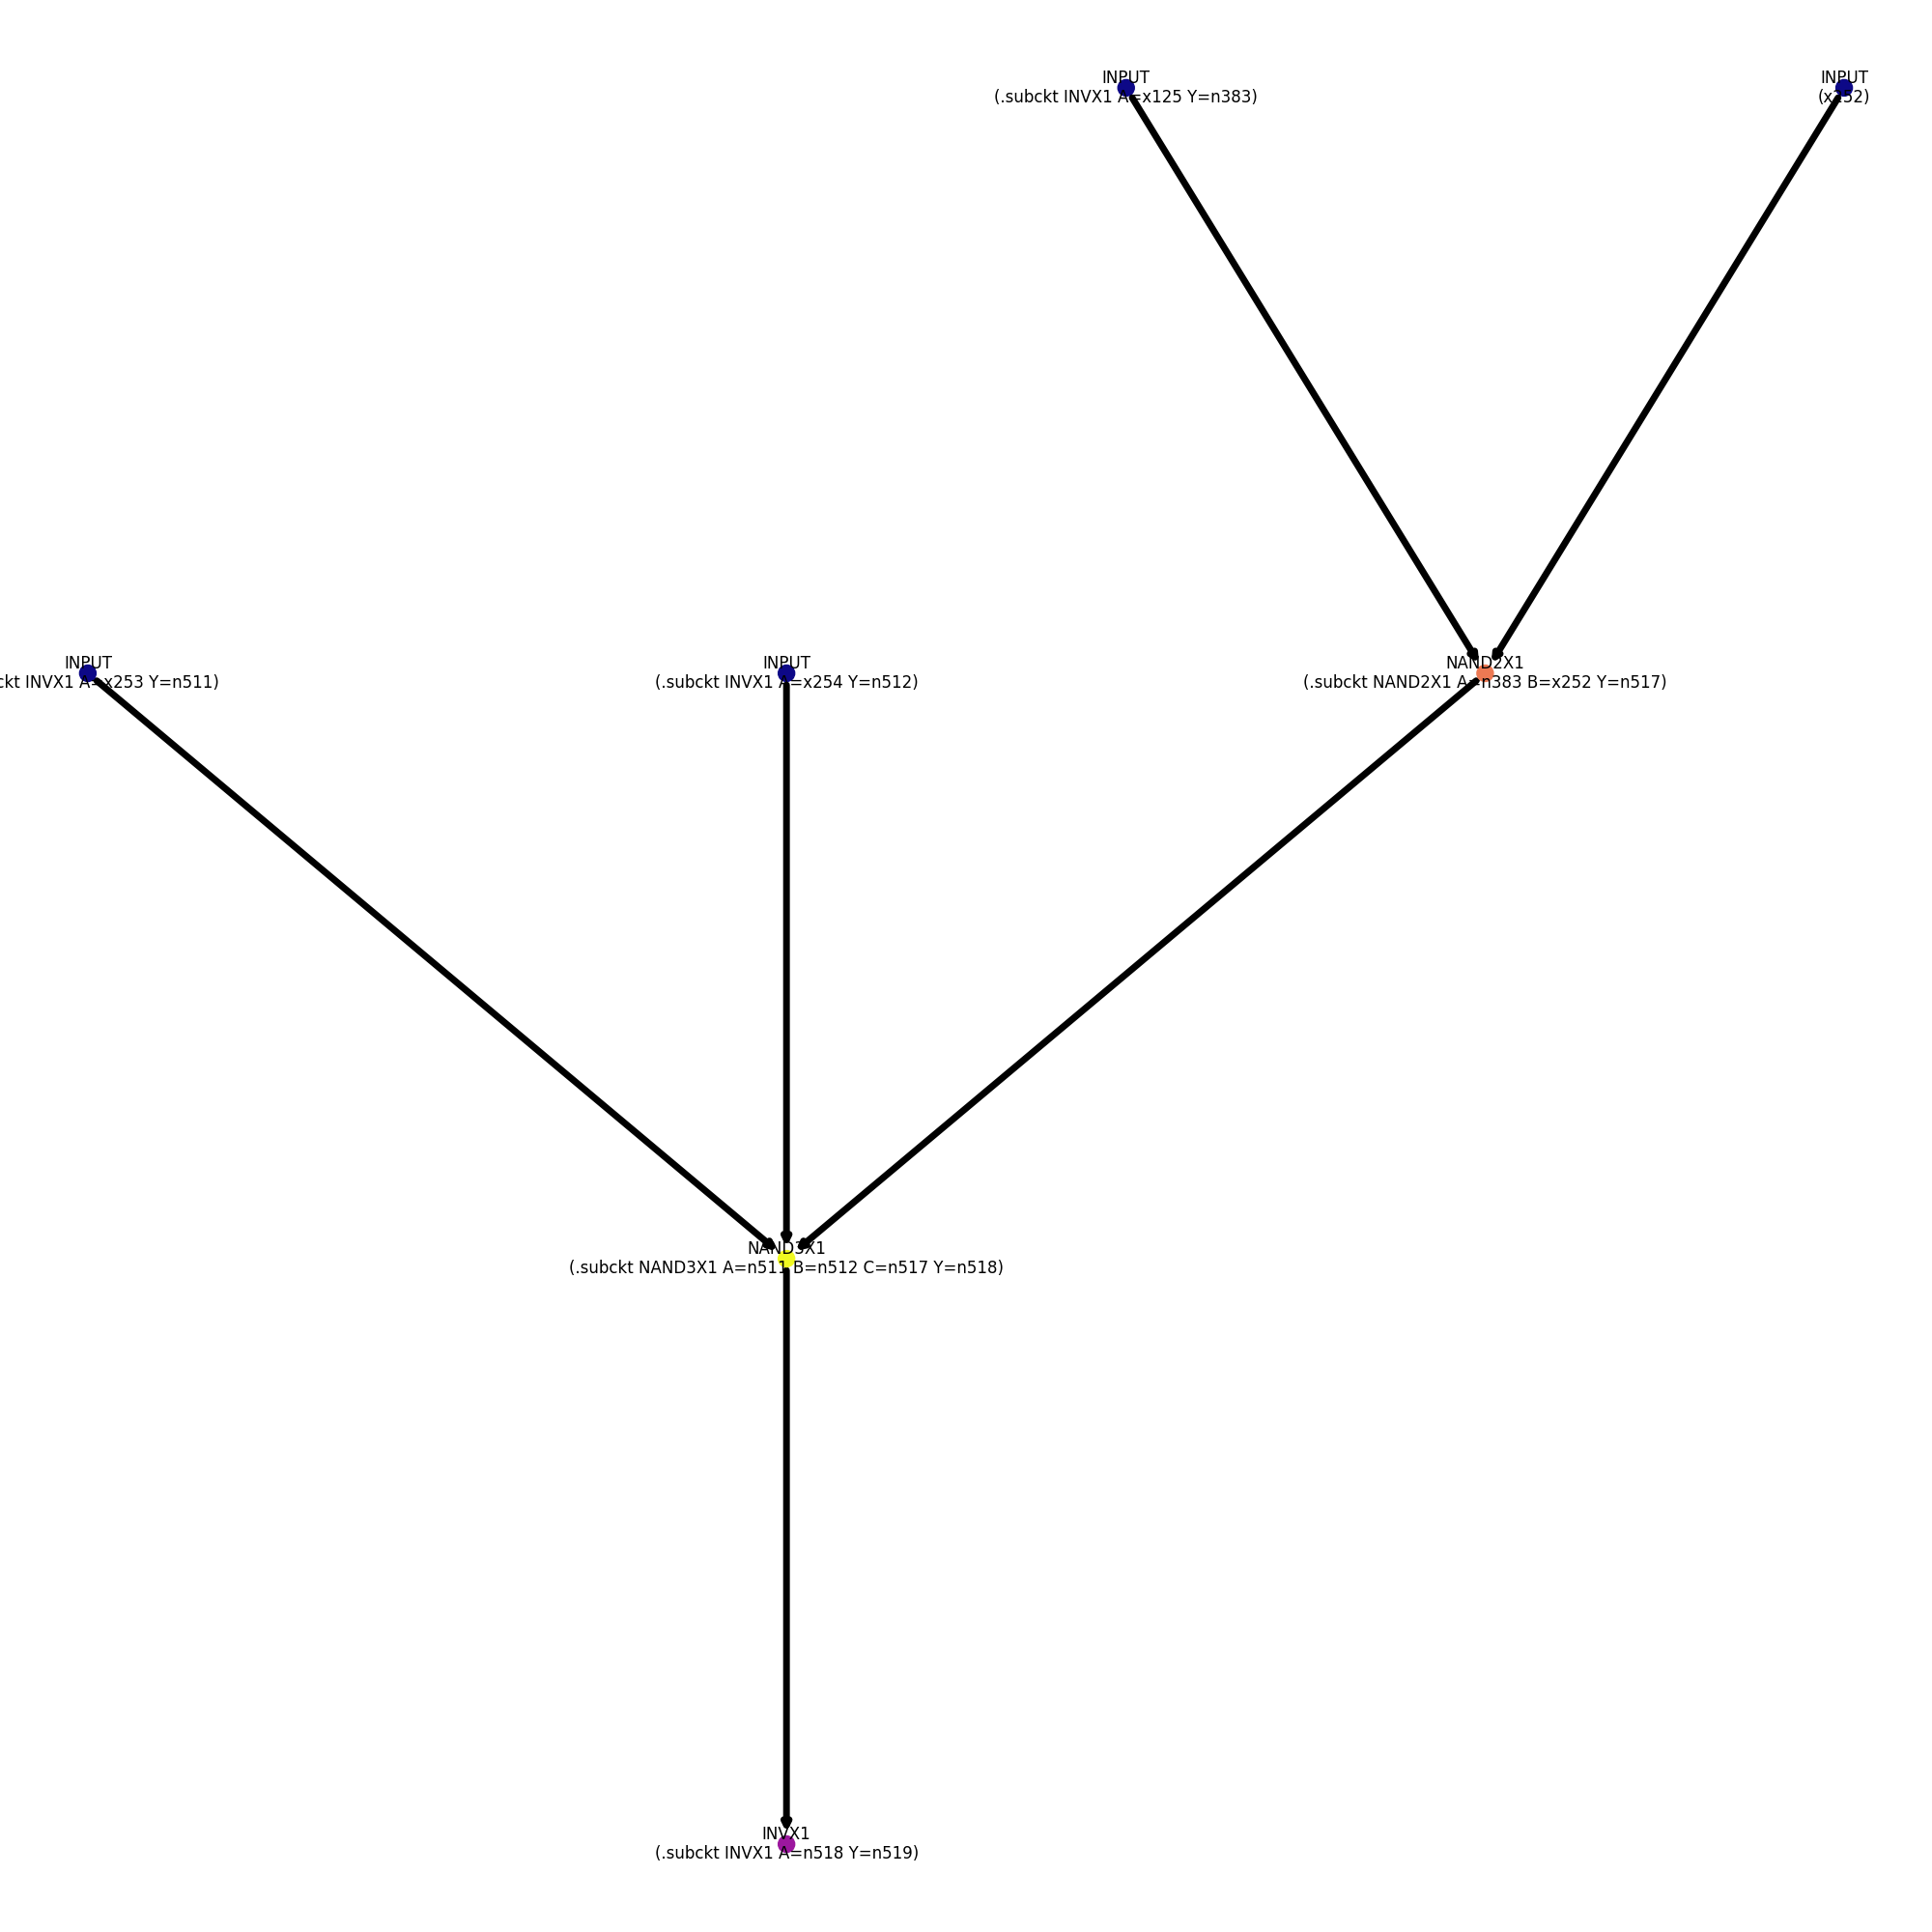 INPUT
(.subckt INVX1 A=x125 Y=n383)
INPUT
(x252)
INPUT
ckt INVX1 A=x253 Y=n511)
INPUT
(.subckt INVX1 A=x254 Y=n512)
NAND2X1
(.subckt NAND2X1 A=n383 B=x252 Y=n517)
NAND3X1
(.subckt NAND3X1 A=n511 B=n512 C=n517 Y=n518)
INVX1
(.subckt INVX1 A=n518 Y=n519)